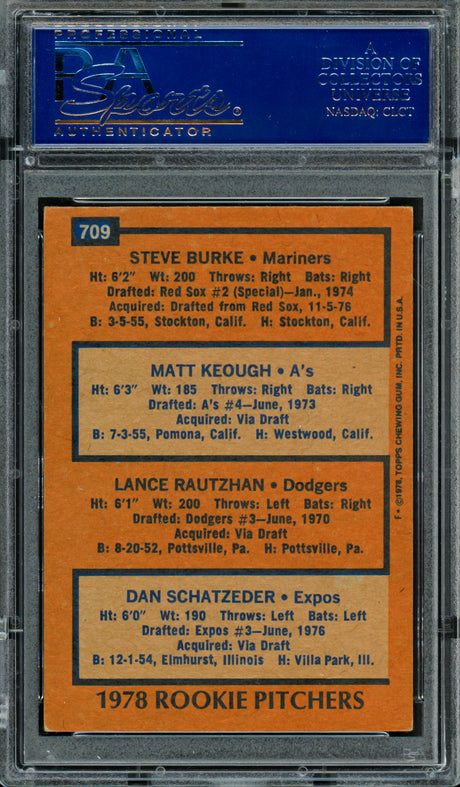 PROFESSIONAL
PSA
Sports®
AUTHENTICATOR
A
DIVISION OF
COLLECTORS
UNIVERSE
NASDAQ: CLCT
709
STEVE BURKE • Mariners
Ht: 6'2" Wt: 200 Throws: Right Bats: Right
Drafted: Red Sox #2 (Special)—Jan., 1974
Acquired: Drafted from Red Sox, 11-5-76
B: 3-5-55, Stockton, Calif. H: Stockton, Calif.
MATT KEOUGH • A's
Ht: 6'3" Wt: 185 Throws: Right Bats: Right
Drafted: A's #4—June, 1973
Acquired: Via Draft
B: 7-3-55, Pomona, Calif. H: Westwood, Calif.
LANCE RAUTZHAN • Dodgers
Ht: 6'1" Wt: 200 Throws: Left Bats: Right
Drafted: Dodgers #3—June, 1970
Acquired: Via Draft
B: 8-20-52, Pottsville, Pa. H: Pottsville, Pa.
DAN SCHATZEDER • Expos
Ht: 6'0" Wt: 190 Throws: Left Bats: Left
Drafted: Expos #3—June, 1976
Acquired: Via Draft
B: 12-1-54, Elmhurst, Illinois H: Villa Park, Ill.
1978 ROOKIE PITCHERS
F* ©1978, TOPPS CHEWING GUM, INC. PRTD. IN U.S.A.